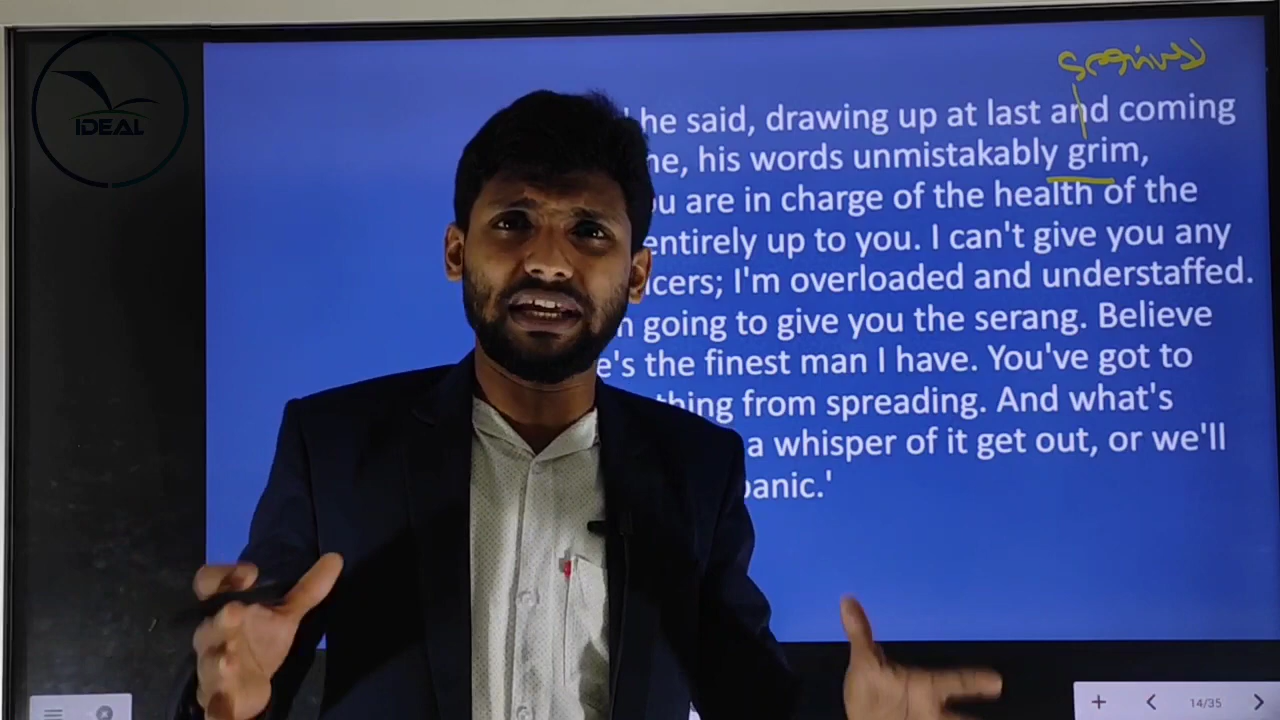 IDEAL
he said, drawing up at last and coming
his words unmistakably grim,
are in charge of the health of the
entirely up to you. I can't give you any
I'm overloaded and understaffed.
going to give you the serang. Believe
the finest man I have. You've got to
from spreading. And what's
a whisper of it get out, or we'll
panic.'
14/35